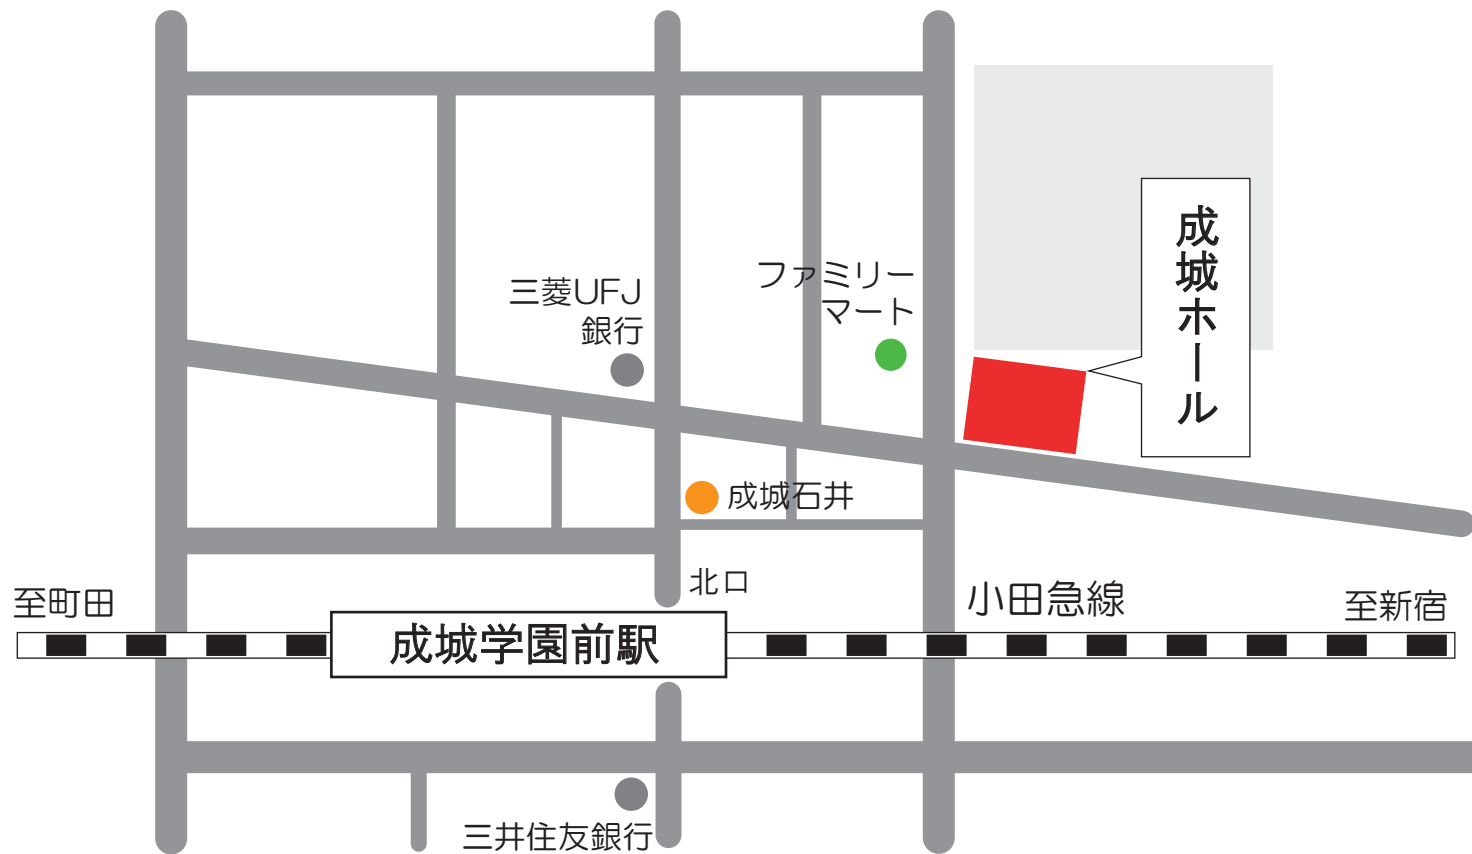 成城ホール
ファミリー
マート
三菱UFJ
銀行
成城石井
北口
至町田
小田急線
至新宿
成城学園前駅
三井住友銀行